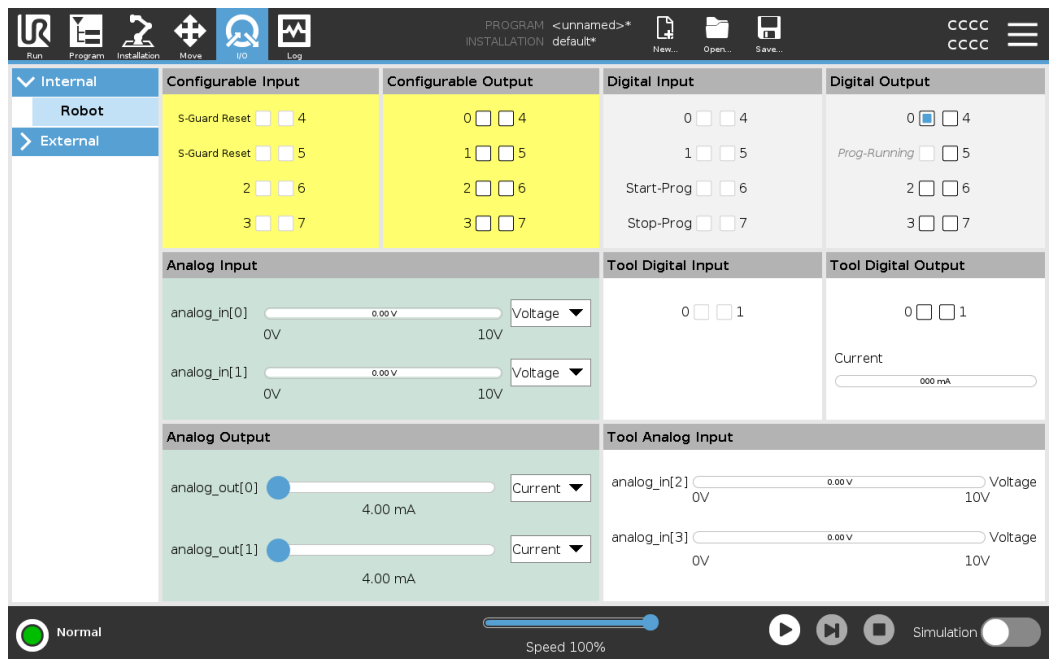 UR
Run Program Installation Move I/O Log
PROGRAM <unnamed>*
INSTALLATION default*
New... Open... Save...
CCCC
CCCC
Internal
Robot
External
Configurable Input
S-Guard Reset 4
S-Guard Reset 5
2 6
3 7
Configurable Output
0 4
1 5
2 6
3 7
Digital Input
0 4
1 5
Start-Prog 6
Stop-Prog 7
Digital Output
0 4
Prog-Running 5
2 6
3 7
Analog Input
analog_in[0] 0.00 V Voltage
0V 10V
analog_in[1] 0.00 V Voltage
0V 10V
Tool Digital Input
0 1
Tool Digital Output
0 1
Current
000 mA
Analog Output
analog_out[0] Current
4.00 mA
analog_out[1] Current
4.00 mA
Tool Analog Input
analog_in[2] 0.00 V Voltage
0V 10V
analog_in[3] 0.00 V Voltage
0V 10V
Normal
Speed 100%
Simulation